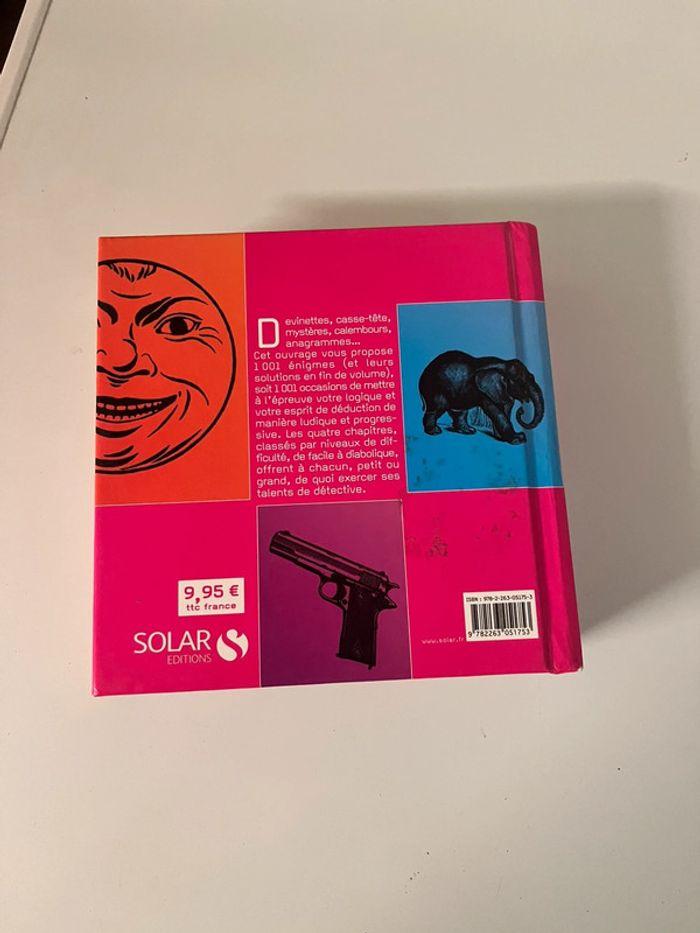 Devinettes, casse-tête,
mystères, calembours,
anagrammes...
Cet ouvrage vous propose
1 001 énigmes (et leurs
solutions en fin de volume),
soit 1 001 occasions de mettre
à l'épreuve votre logique et
votre esprit de déduction de
manière ludique et progres-
sive. Les quatre chapitres,
classés par niveaux de dif-
ficulté, de facile à diabolique,
offrent à chacun, petit ou
grand, de quoi exercer ses
talents de détective.
9,95 €
ttc france
SOLAR
EDITIONS
www.solar.fr
ISBN : 978-2-263-05175-3
9 782263 051753